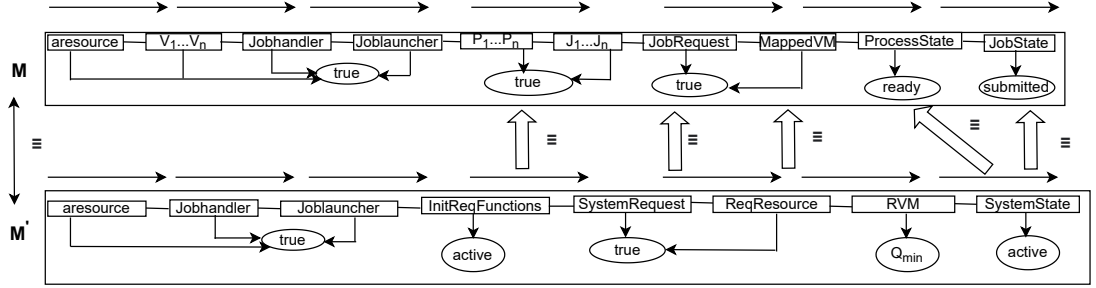 aresource V₁...Vₙ Jobhandler Joblauncher P₁...Pₙ J₁...Jₙ JobRequest MappedVM ProcessState JobState
M true true true ready submitted
≡ ≡ ≡ ≡ ≡ ≡
aresource Jobhandler Joblauncher InitReqFunctions SystemRequest ReqResource RVM SystemState
M' true active true Qmin active